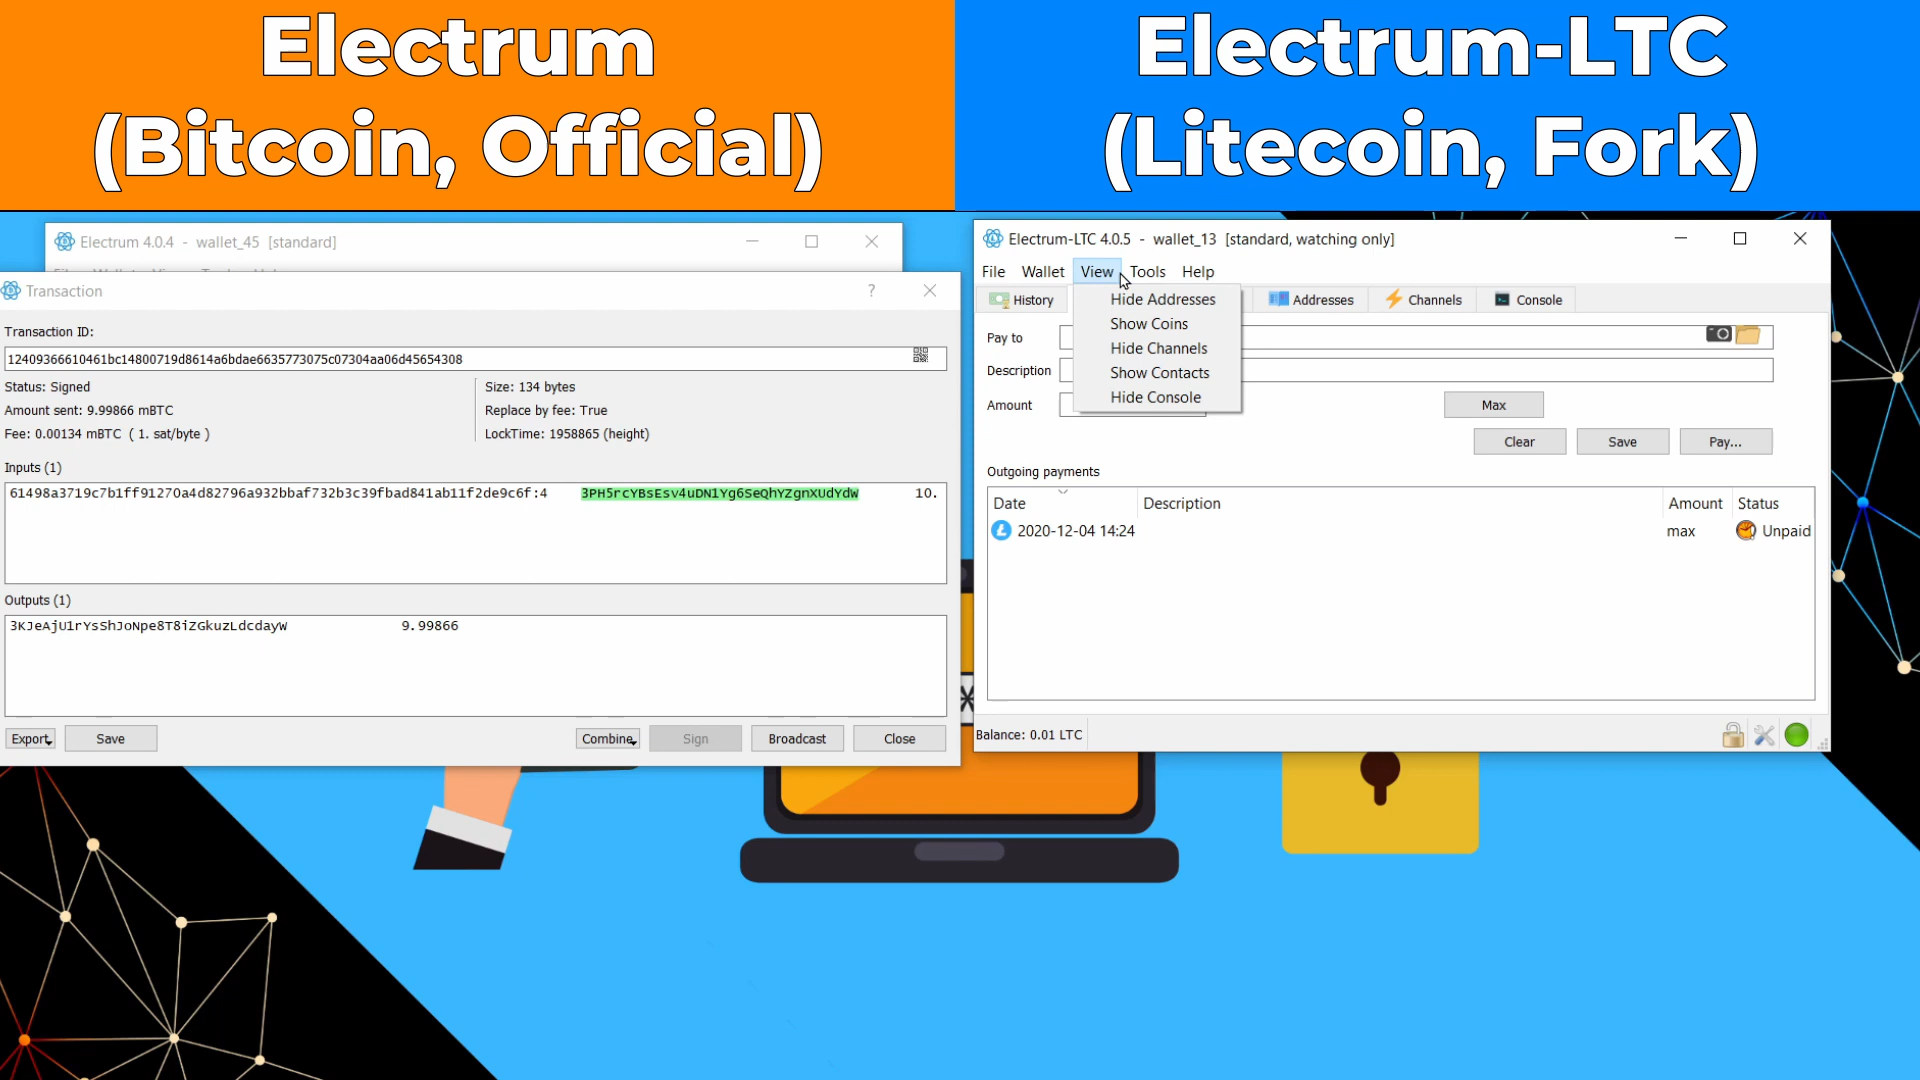 Electrum
(Bitcoin, Official)
Electrum-LTC
(Litecoin, Fork)
Electrum 4.0.4 - wallet_45 [standard]
Transaction
?
Transaction ID:
12409366610461bc14800719d8614a6bdae6635773075c07304aa06d45654308
Status: Signed
Amount sent: 9.99866 mBTC
Fee: 0.00134 mBTC ( 1. sat/byte )
Size: 134 bytes
Replace by fee: True
LockTime: 1958865 (height)
Inputs (1)
61498a3719c7b1ff91270a4d82796a932bbaf732b3c39fbad841ab11f2de9c6f:4 3PH5rcYBsEsv4uDN1Yg6SeQhYZgnXUdYdW 10.
Outputs (1)
3KJeAjU1rYsShJoNpe8T8iZGkuzLdcdayW 9.99866
Export
Save
Combine
Sign
Broadcast
Close
Electrum-LTC 4.0.5 - wallet_13 [standard, watching only]
File Wallet View Tools Help
History
Addresses
Channels
Console
Hide Addresses
Show Coins
Hide Channels
Show Contacts
Hide Console
Pay to
Description
Amount
Max
Clear
Save
Pay...
Outgoing payments
Date Description Amount Status
2020-12-04 14:24 max Unpaid
Balance: 0.01 LTC